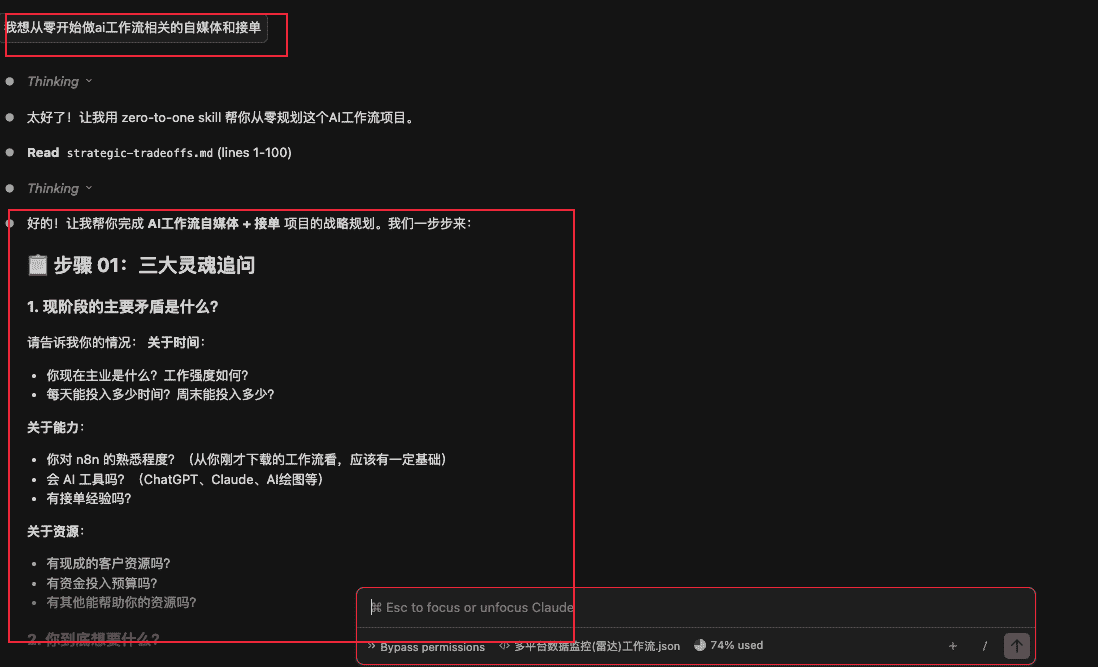 我想从零开始做ai工作流相关的自媒体和接单
Thinking
太好了！让我用 zero-to-one skill 帮你从零规划这个AI工作流项目。
Read strategic-tradeoffs.md (lines 1-100)
Thinking
好的！让我帮你完成 AI工作流自媒体 + 接单 项目的战略规划。我们一步步来：
📋 步骤 01：三大灵魂追问
1. 现阶段的主要矛盾是什么？
请告诉我你的情况： 关于时间：
• 你现在主业是什么？工作强度如何？
• 每天能投入多少时间？周末能投入多少？
关于能力：
• 你对 n8n 的熟悉程度？（从你刚才下载的工作流看，应该有一定基础）
• 会 AI 工具吗？（ChatGPT、Claude、AI绘图等）
• 有接单经验吗？
关于资源：
• 有现成的客户资源吗？
• 有资金投入预算吗？
• 有其他能帮助你的资源吗？
2. 你到底想要什么？
⌘ Esc to focus or unfocus Claude
Bypass permissions 多平台数据监控(雷达)工作流.json 74% used + /